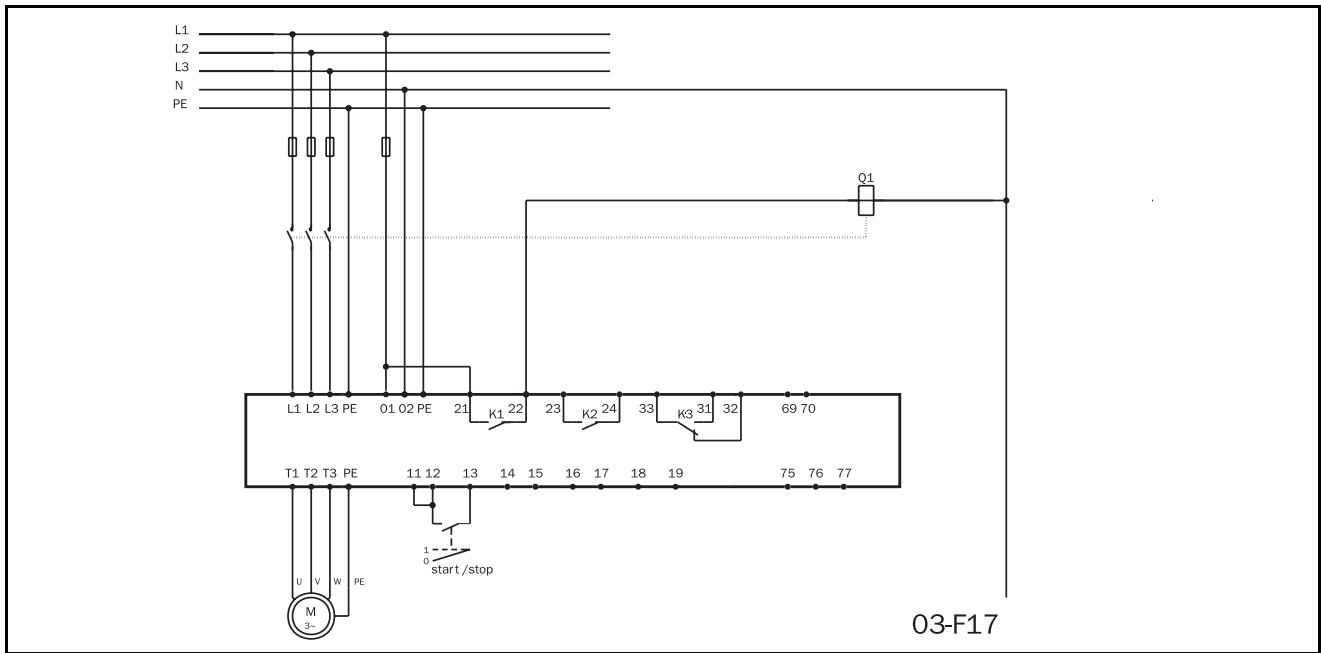 L1
L2
L3
N
PE
Q1
L1 L2 L3 PE 01 02 PE 21 K1 22 23 K2 24 33 K3 31 32 69 70
T1 T2 T3 PE 11 12 13 14 15 16 17 18 19 75 76 77
1
0
start /stop
U V W PE
M
3~
03-F17